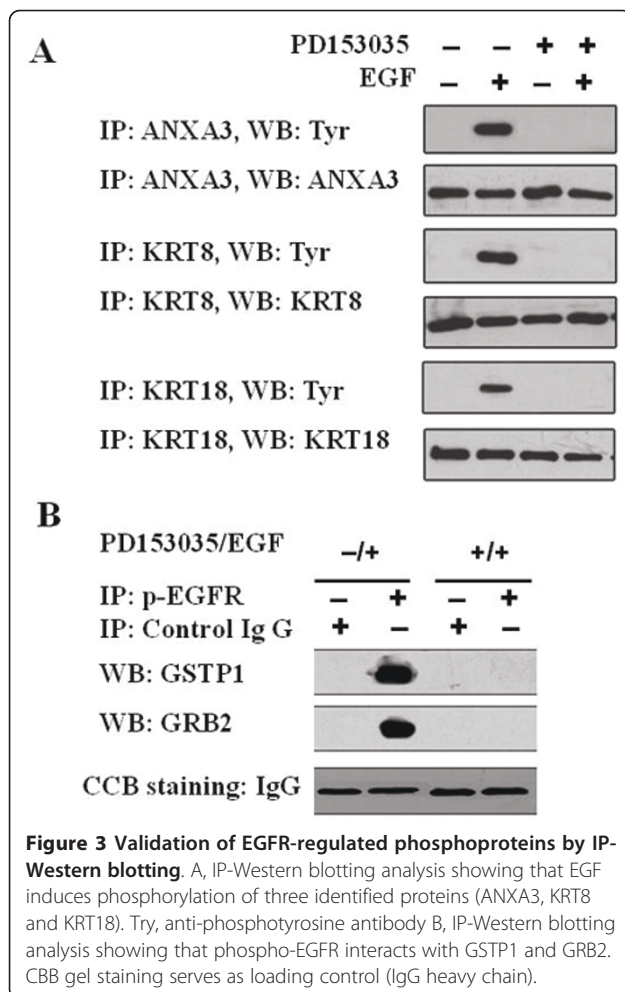 A
PD153035 – – + +
EGF – + – +
IP: ANXA3, WB: Tyr
IP: ANXA3, WB: ANXA3
IP: KRT8, WB: Tyr
IP: KRT8, WB: KRT8
IP: KRT18, WB: Tyr
IP: KRT18, WB: KRT18
B
PD153035/EGF –/+ +/+
IP: p-EGFR – + – +
IP: Control Ig G + – + –
WB: GSTP1
WB: GRB2
CCB staining: IgG
Figure 3 Validation of EGFR-regulated phosphoproteins by IP-
Western blotting. A, IP-Western blotting analysis showing that EGF
induces phosphorylation of three identified proteins (ANXA3, KRT8
and KRT18). Try, anti-phosphotyrosine antibody B, IP-Western blotting
analysis showing that phospho-EGFR interacts with GSTP1 and GRB2.
CBB gel staining serves as loading control (IgG heavy chain).